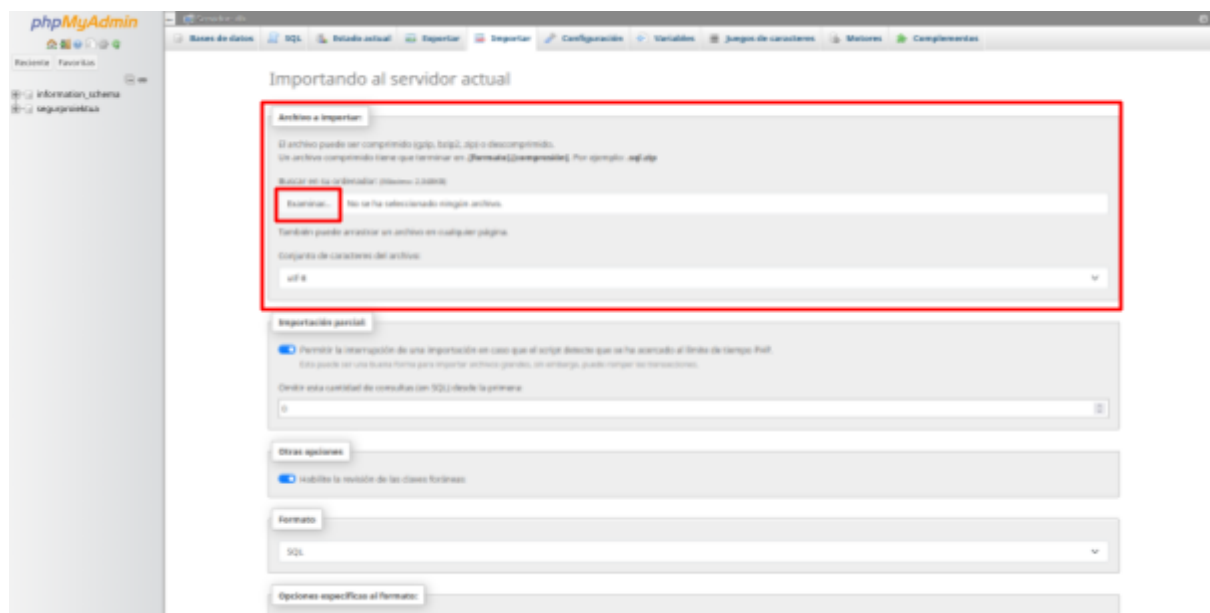 phpMyAdmin
Reciente Favoritas
information_schema
Bases de datos SQL Estado actual Exportar Importar Configuración Variables Juegos de caracteres Motores Complementos
Importando al servidor actual
Archivo a importar:
El archivo puede ser comprimido (gzip, bzip2, zip) o descomprimido.
Un archivo comprimido tiene que terminar en .[formato].[compresión]. Por ejemplo: .sql.zip
Buscar en su ordenador:
Examinar... No se ha seleccionado ningún archivo.
También puede arrastrar un archivo en cualquier página.
Conjunto de caracteres del archivo:
utf-8
Importación parcial:
Permitir la interrupción de una importación en caso que el script detecte que se ha acercado al límite de tiempo PHP.
Esta puede ser una buena forma para importar archivos grandes, sin embargo, puede romper las transacciones.
Omitir esta cantidad de consultas (en SQL) desde la primera:
0
Otras opciones
Habilite la revisión de las claves foráneas
Formato
SQL
Opciones específicas al formato: